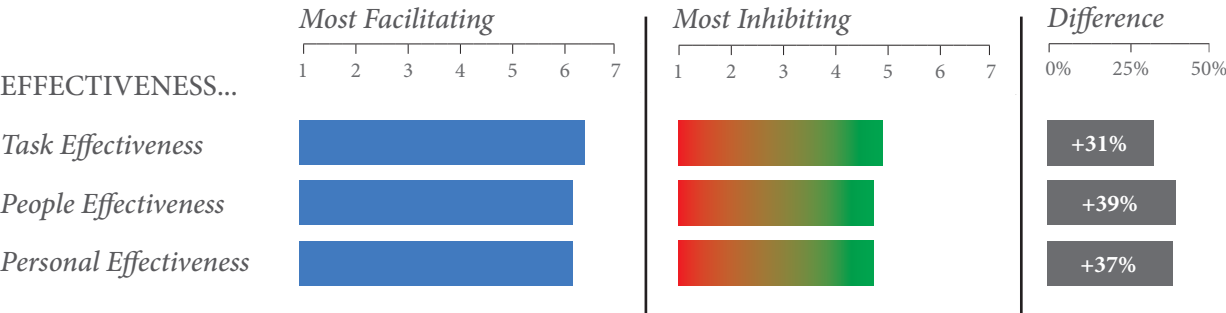 Most Facilitating Most Inhibiting Difference
1 2 3 4 5 6 7 1 2 3 4 5 6 7 0% 25% 50%
EFFECTIVENESS...
Task Effectiveness +31%
People Effectiveness +39%
Personal Effectiveness +37%